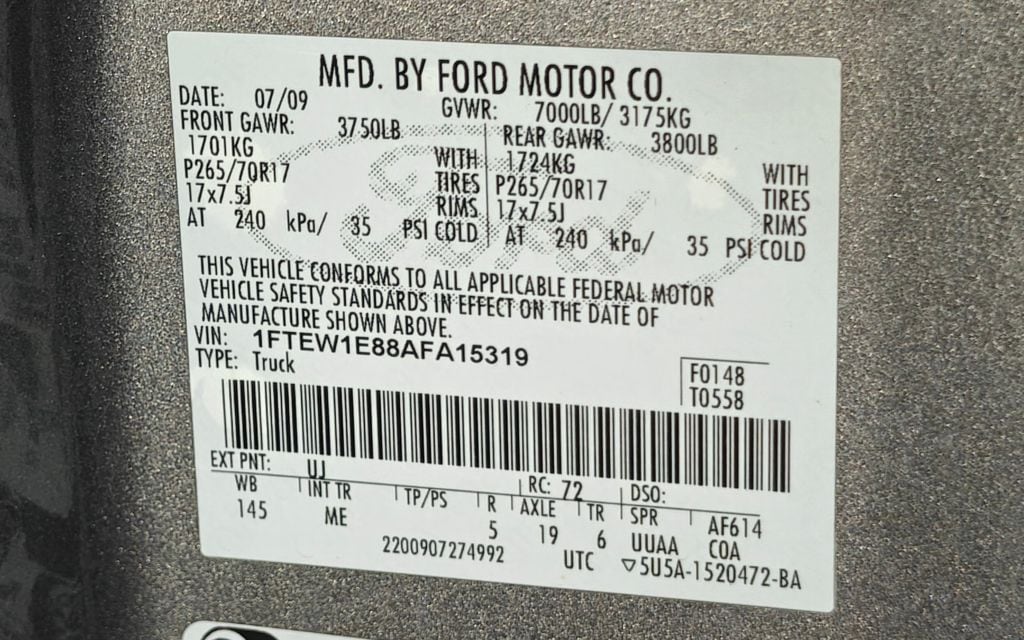 MFD. BY FORD MOTOR CO.
DATE: 07/09 GVWR: 7000LB/ 3175KG
FRONT GAWR: 3750LB REAR GAWR: 3800LB
1701KG WITH 1724KG WITH
P265/70R17 TIRES P265/70R17 TIRES
17x7.5J RIMS 17x7.5J RIMS
AT 240 kPa/ 35 PSI COLD AT 240 kPa/ 35 PSI COLD
Ford
THIS VEHICLE CONFORMS TO ALL APPLICABLE FEDERAL MOTOR
VEHICLE SAFETY STANDARDS IN EFFECT ON THE DATE OF
MANUFACTURE SHOWN ABOVE.
VIN: 1FTEW1E88AFA15319
TYPE: Truck
F0148
T0558
EXT PNT: UJ RC: 72 DSO:
WB INT TR TP/PS R AXLE TR SPR AF614
145 ME 5 19 6 UUAA COA
2200907274992 UTC ▽5U5A-1520472-BA